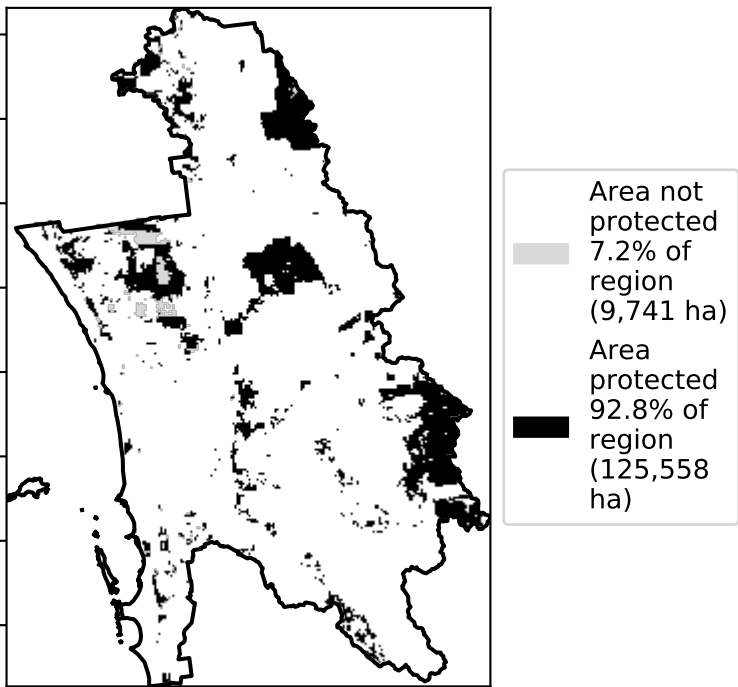 Area not
protected
7.2% of
region
(9,741 ha)
Area
protected
92.8% of
region
(125,558
ha)